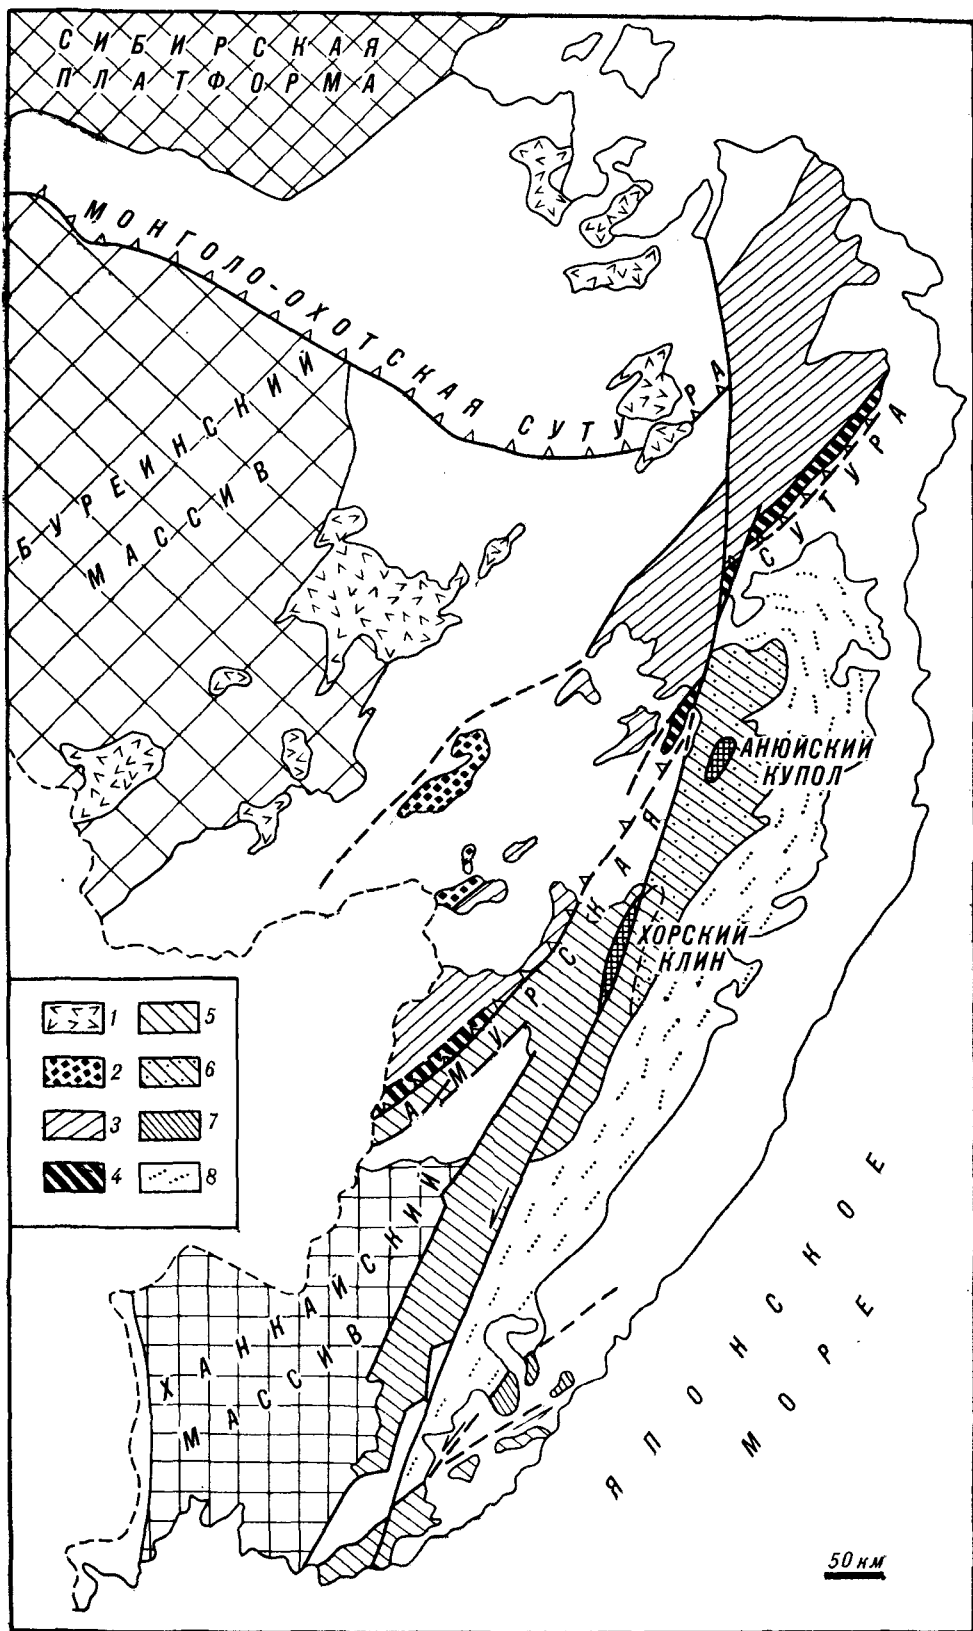 СИБИРСКАЯ
ПЛАТФОРМА
МОНГОЛО-ОХОТСКАЯ СУТУРА
БУРЕИНСКИЙ
МАССИВ
АМУРСКАЯ СУТУРА
АНЮЙСКИЙ
КУПОЛ
ХОРСКИЙ
КЛИН
1 5
2 6
3 7
4 8
ХАНКАЙСКИЙ
МАССИВ
ЯПОНСКОЕ
МОРЕ
50 км